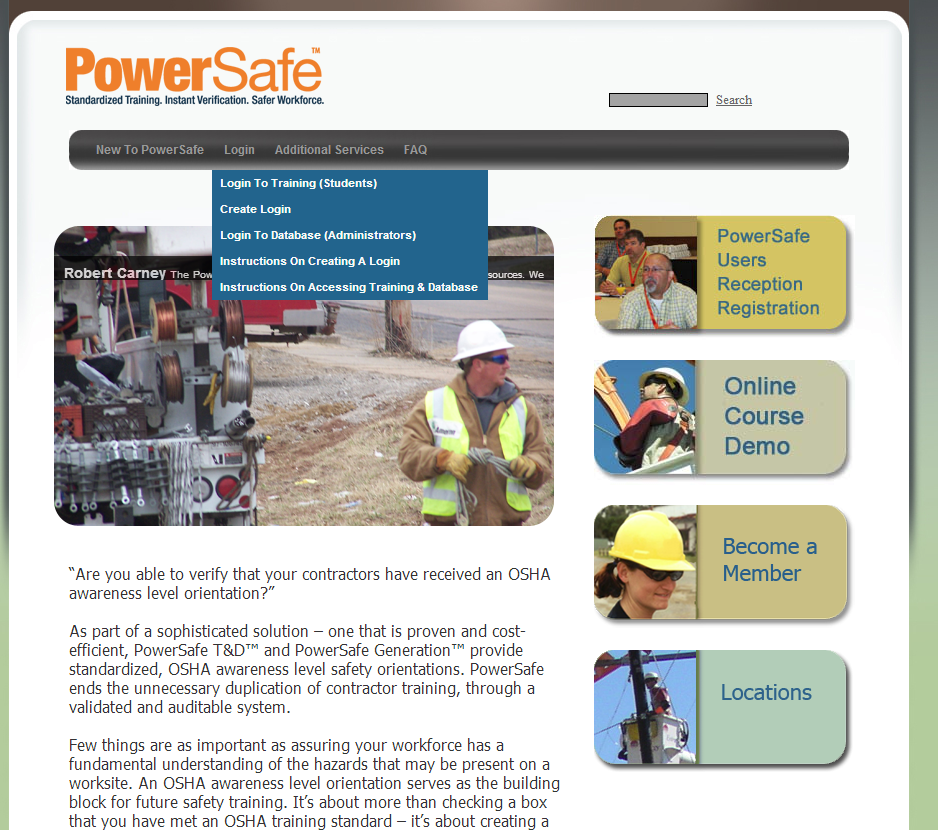 PowerSafe™
Standardized Training. Instant Verification. Safer Workforce.
Search
New To PowerSafe Login Additional Services FAQ
Login To Training (Students)
Create Login
Login To Database (Administrators)
Instructions On Creating A Login
Instructions On Accessing Training & Database
Robert Carney The Pow
sources. We
PowerSafe
Users
Reception
Registration
Online
Course
Demo
Become a
Member
Locations
“Are you able to verify that your contractors have received an OSHA
awareness level orientation?”
As part of a sophisticated solution – one that is proven and cost-
efficient, PowerSafe T&D™ and PowerSafe Generation™ provide
standardized, OSHA awareness level safety orientations. PowerSafe
ends the unnecessary duplication of contractor training, through a
validated and auditable system.
Few things are as important as assuring your workforce has a
fundamental understanding of the hazards that may be present on a
worksite. An OSHA awareness level orientation serves as the building
block for future safety training. It’s about more than checking a box
that you have met an OSHA training standard – it’s about creating a